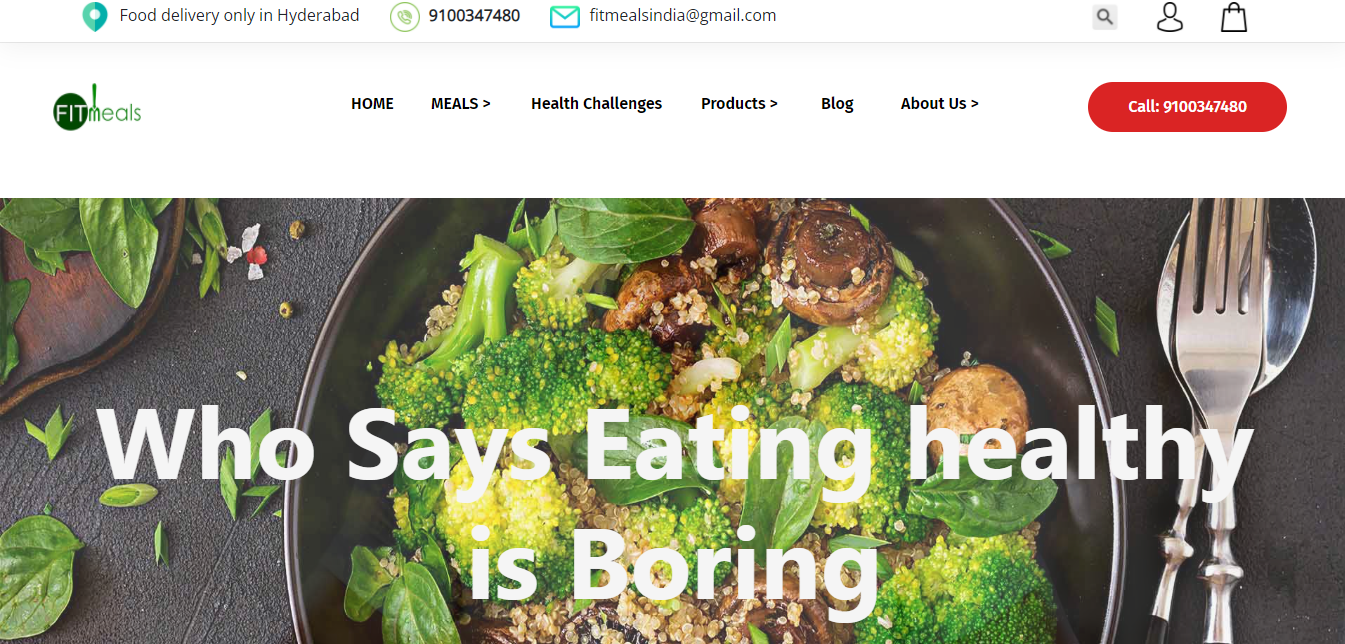 Food delivery only in Hyderabad 9100347480 fitmealsindia@gmail.com
FITmeals HOME MEALS > Health Challenges Products > Blog About Us > Call: 9100347480
Who Says Eating healthy
is Boring